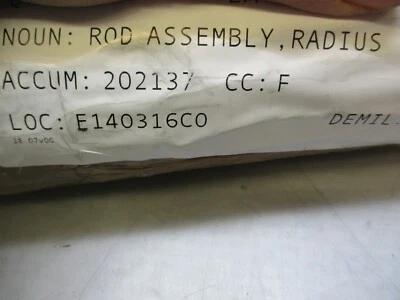 NOUN: ROD ASSEMBLY, RADIUS
ACCUM: 202137 CC: F
LOC: E140316C0
DEMIL: